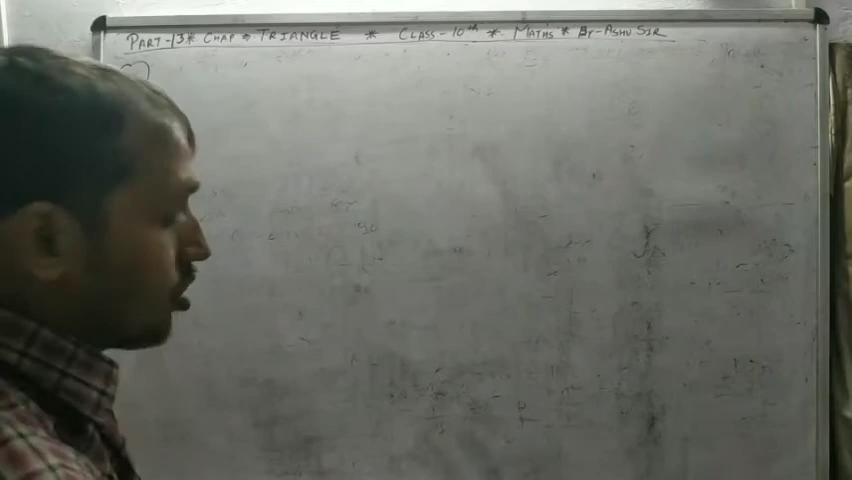 PART-13* CHAP * TRIANGLE * CLASS-10th * MATHS * BY-ASHU SIR